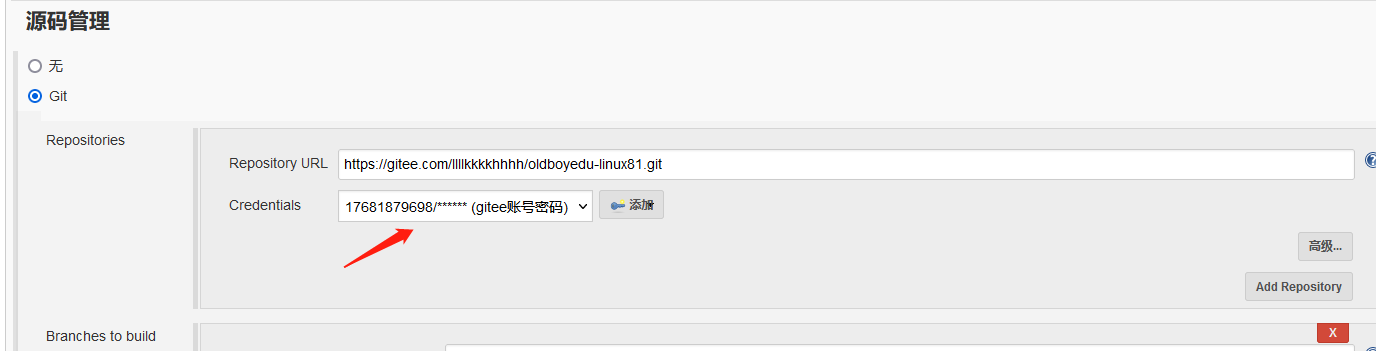 源码管理
无
Git
Repositories
Repository URL
https://gitee.com/llllkkkkhhhh/oldboyedu-linux81.git
Credentials
17681879698/****** (gitee账号密码)
添加
高级...
Add Repository
Branches to build
X